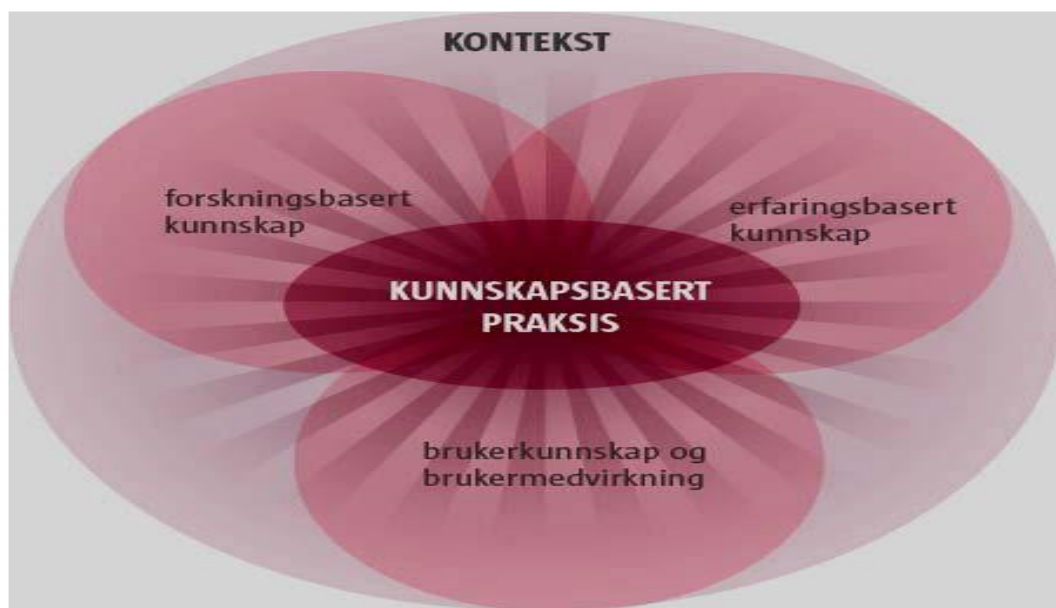 KONTEKST
forskningsbasert
kunnskap
erfaringsbasert
kunnskap
KUNNSKAPSBASERT
PRAKSIS
brukerkunnskap og
brukermedvirkning